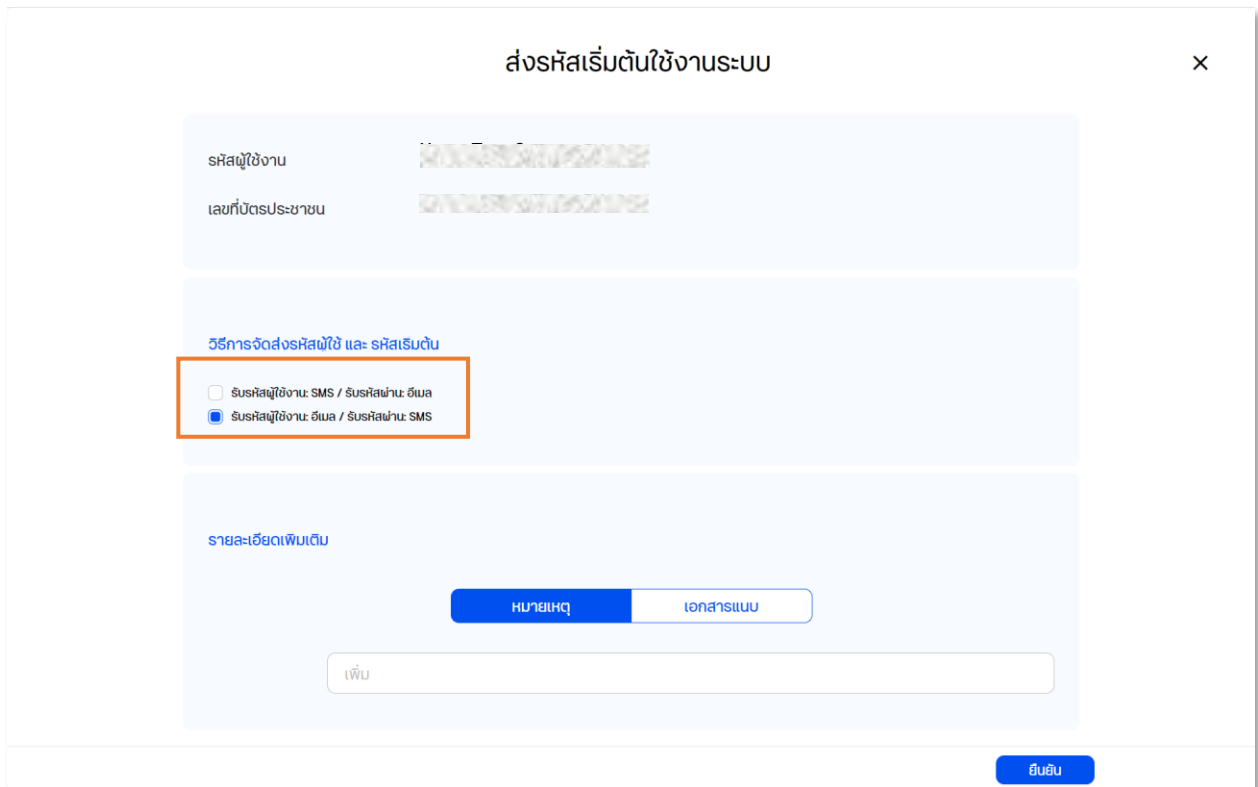 ส่งรหัสเริ่มต้นใช้งานระบบ
รหัสผู้ใช้งาน
เลขที่บัตรประชาชน
วิธีการจัดส่งรหัสผู้ใช้ และ รหัสเริ่มต้น
รับรหัสผู้ใช้งาน: SMS / รับรหัสผ่าน: อีเมล
รับรหัสผู้ใช้งาน: อีเมล / รับรหัสผ่าน: SMS
รายละเอียดเพิ่มเติม
หมายเหตุ เอกสารแนบ
เพิ่ม
ยืนยัน